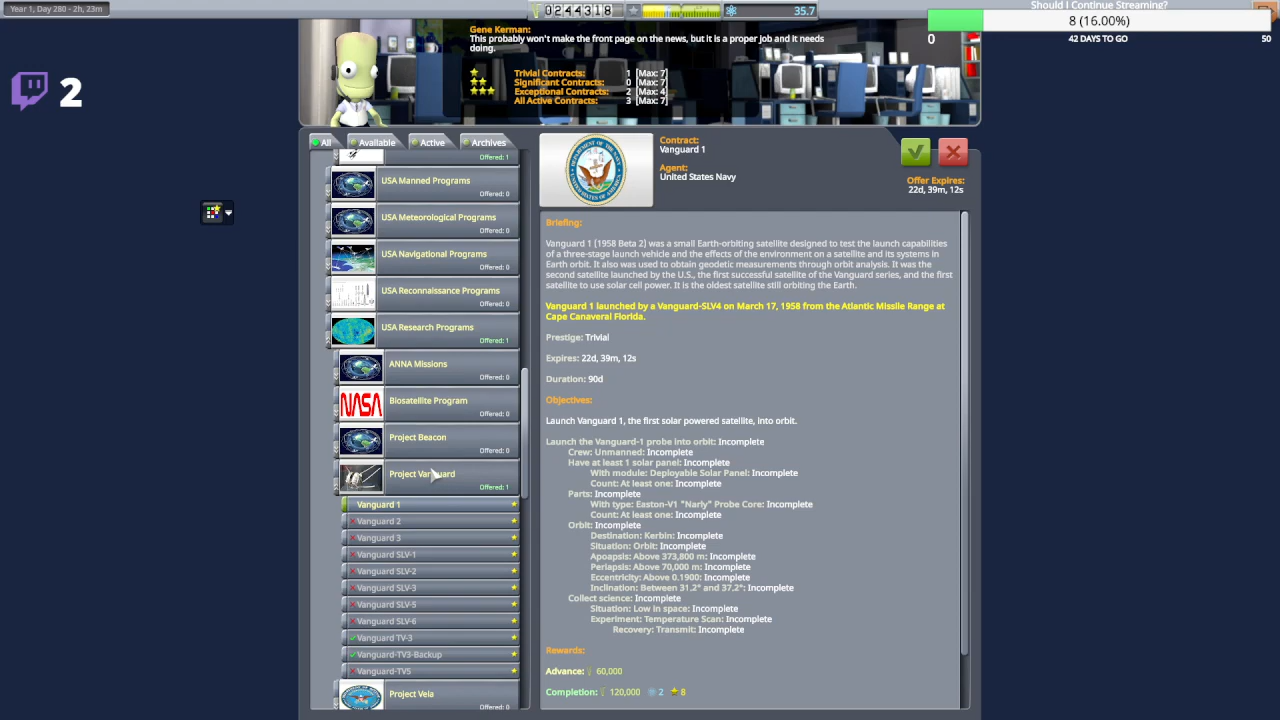 Year 1, Day 280 - 2h, 23m
0244318
35.7
Should I Continue Streaming?
8 (16.00%)
0
42 DAYS TO GO
50
2
Gene Kerman:
This probably won't make the front page on the news, but it is a proper job and it needs
doing.
Trivial Contracts: 1 [Max: 7]
Significant Contracts: 0 [Max: 7]
Exceptional Contracts: 2 [Max: 4]
All Active Contracts: 3 [Max: 7]
All
Available
Active
Archives
Offered: 1
USA Manned Programs
Offered: 0
USA Meteorological Programs
Offered: 0
USA Navigational Programs
Offered: 0
USA Reconnaissance Programs
Offered: 0
USA Research Programs
Offered: 1
ANNA Missions
Offered: 0
NASA
Biosatellite Program
Offered: 0
Project Beacon
Offered: 0
Project Vanguard
Offered: 1
Vanguard 1
Vanguard 2
Vanguard 3
Vanguard SLV-1
Vanguard SLV-2
Vanguard SLV-3
Vanguard SLV-5
Vanguard SLV-6
Vanguard TV-3
Vanguard-TV3-Backup
Vanguard-TV5
Project Vela
Offered: 0
Contract:
Vanguard 1
Agent:
United States Navy
Offer Expires:
22d, 39m, 12s
Briefing:
Vanguard 1 (1958 Beta 2) was a small Earth-orbiting satellite designed to test the launch capabilities
of a three-stage launch vehicle and the effects of the environment on a satellite and its systems in
Earth orbit. It also was used to obtain geodetic measurements through orbit analysis. It was the
second satellite launched by the U.S., the first successful satellite of the Vanguard series, and the first
satellite to use solar cell power. It is the oldest satellite still orbiting the Earth.
Vanguard 1 launched by a Vanguard-SLV4 on March 17, 1958 from the Atlantic Missile Range at
Cape Canaveral Florida.
Prestige: Trivial
Expires: 22d, 39m, 12s
Duration: 90d
Objectives:
Launch Vanguard 1, the first solar powered satellite, into orbit.
Launch the Vanguard-1 probe into orbit: Incomplete
Crew: Unmanned: Incomplete
Have at least 1 solar panel: Incomplete
With module: Deployable Solar Panel: Incomplete
Count: At least one: Incomplete
Parts: Incomplete
With type: Easton-V1 "Narly" Probe Core: Incomplete
Count: At least one: Incomplete
Orbit: Incomplete
Destination: Kerbin: Incomplete
Situation: Orbit: Incomplete
Apoapsis: Above 373,800 m: Incomplete
Periapsis: Above 70,000 m: Incomplete
Eccentricity: Above 0.1900: Incomplete
Inclination: Between 31.2° and 37.2°: Incomplete
Collect science: Incomplete
Situation: Low in space: Incomplete
Experiment: Temperature Scan: Incomplete
Recovery: Transmit: Incomplete
Rewards:
Advance: 60,000
Completion: 120,000 2 8